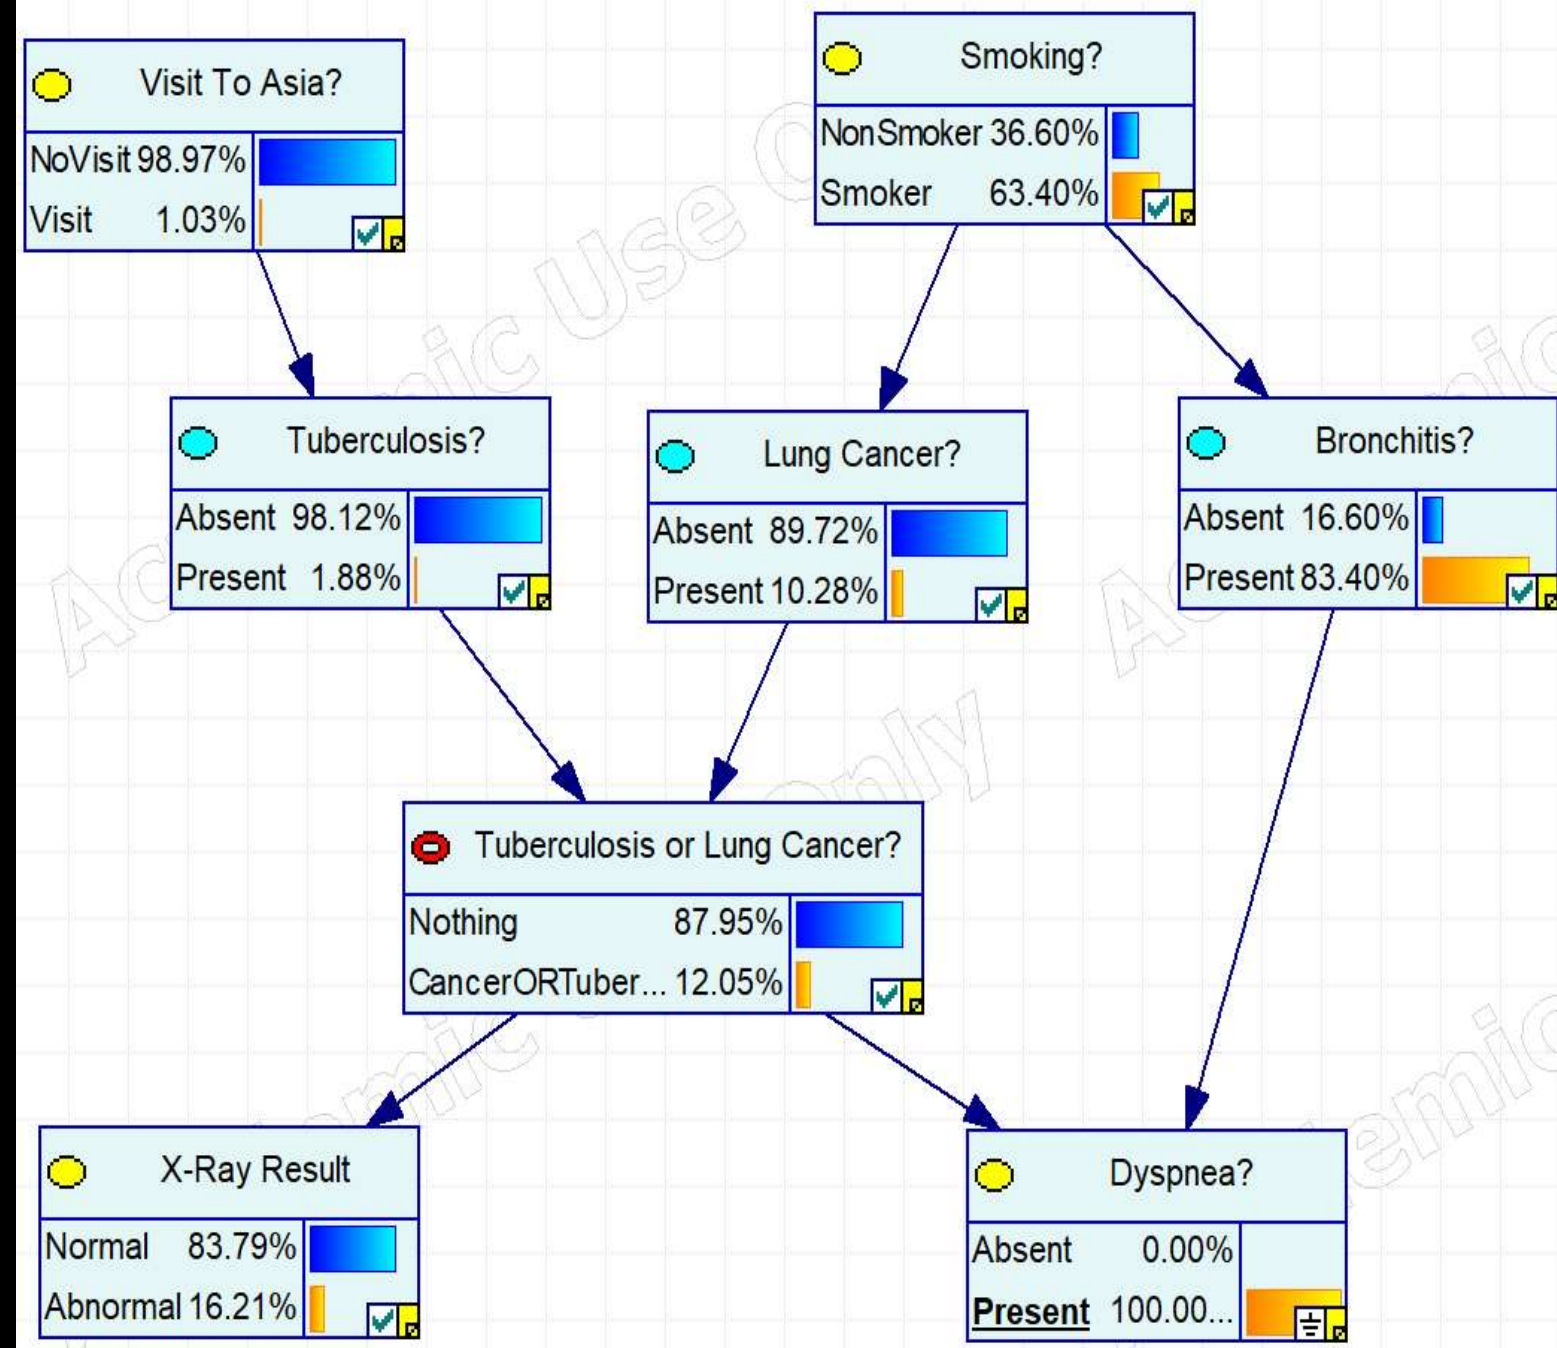 Visit To Asia?
NoVisit 98.97%
Visit 1.03%
Smoking?
NonSmoker 36.60%
Smoker 63.40%
Tuberculosis?
Absent 98.12%
Present 1.88%
Lung Cancer?
Absent 89.72%
Present 10.28%
Bronchitis?
Absent 16.60%
Present 83.40%
Tuberculosis or Lung Cancer?
Nothing 87.95%
CancerORTuber... 12.05%
X-Ray Result
Normal 83.79%
Abnormal 16.21%
Dyspnea?
Absent 0.00%
Present 100.00...